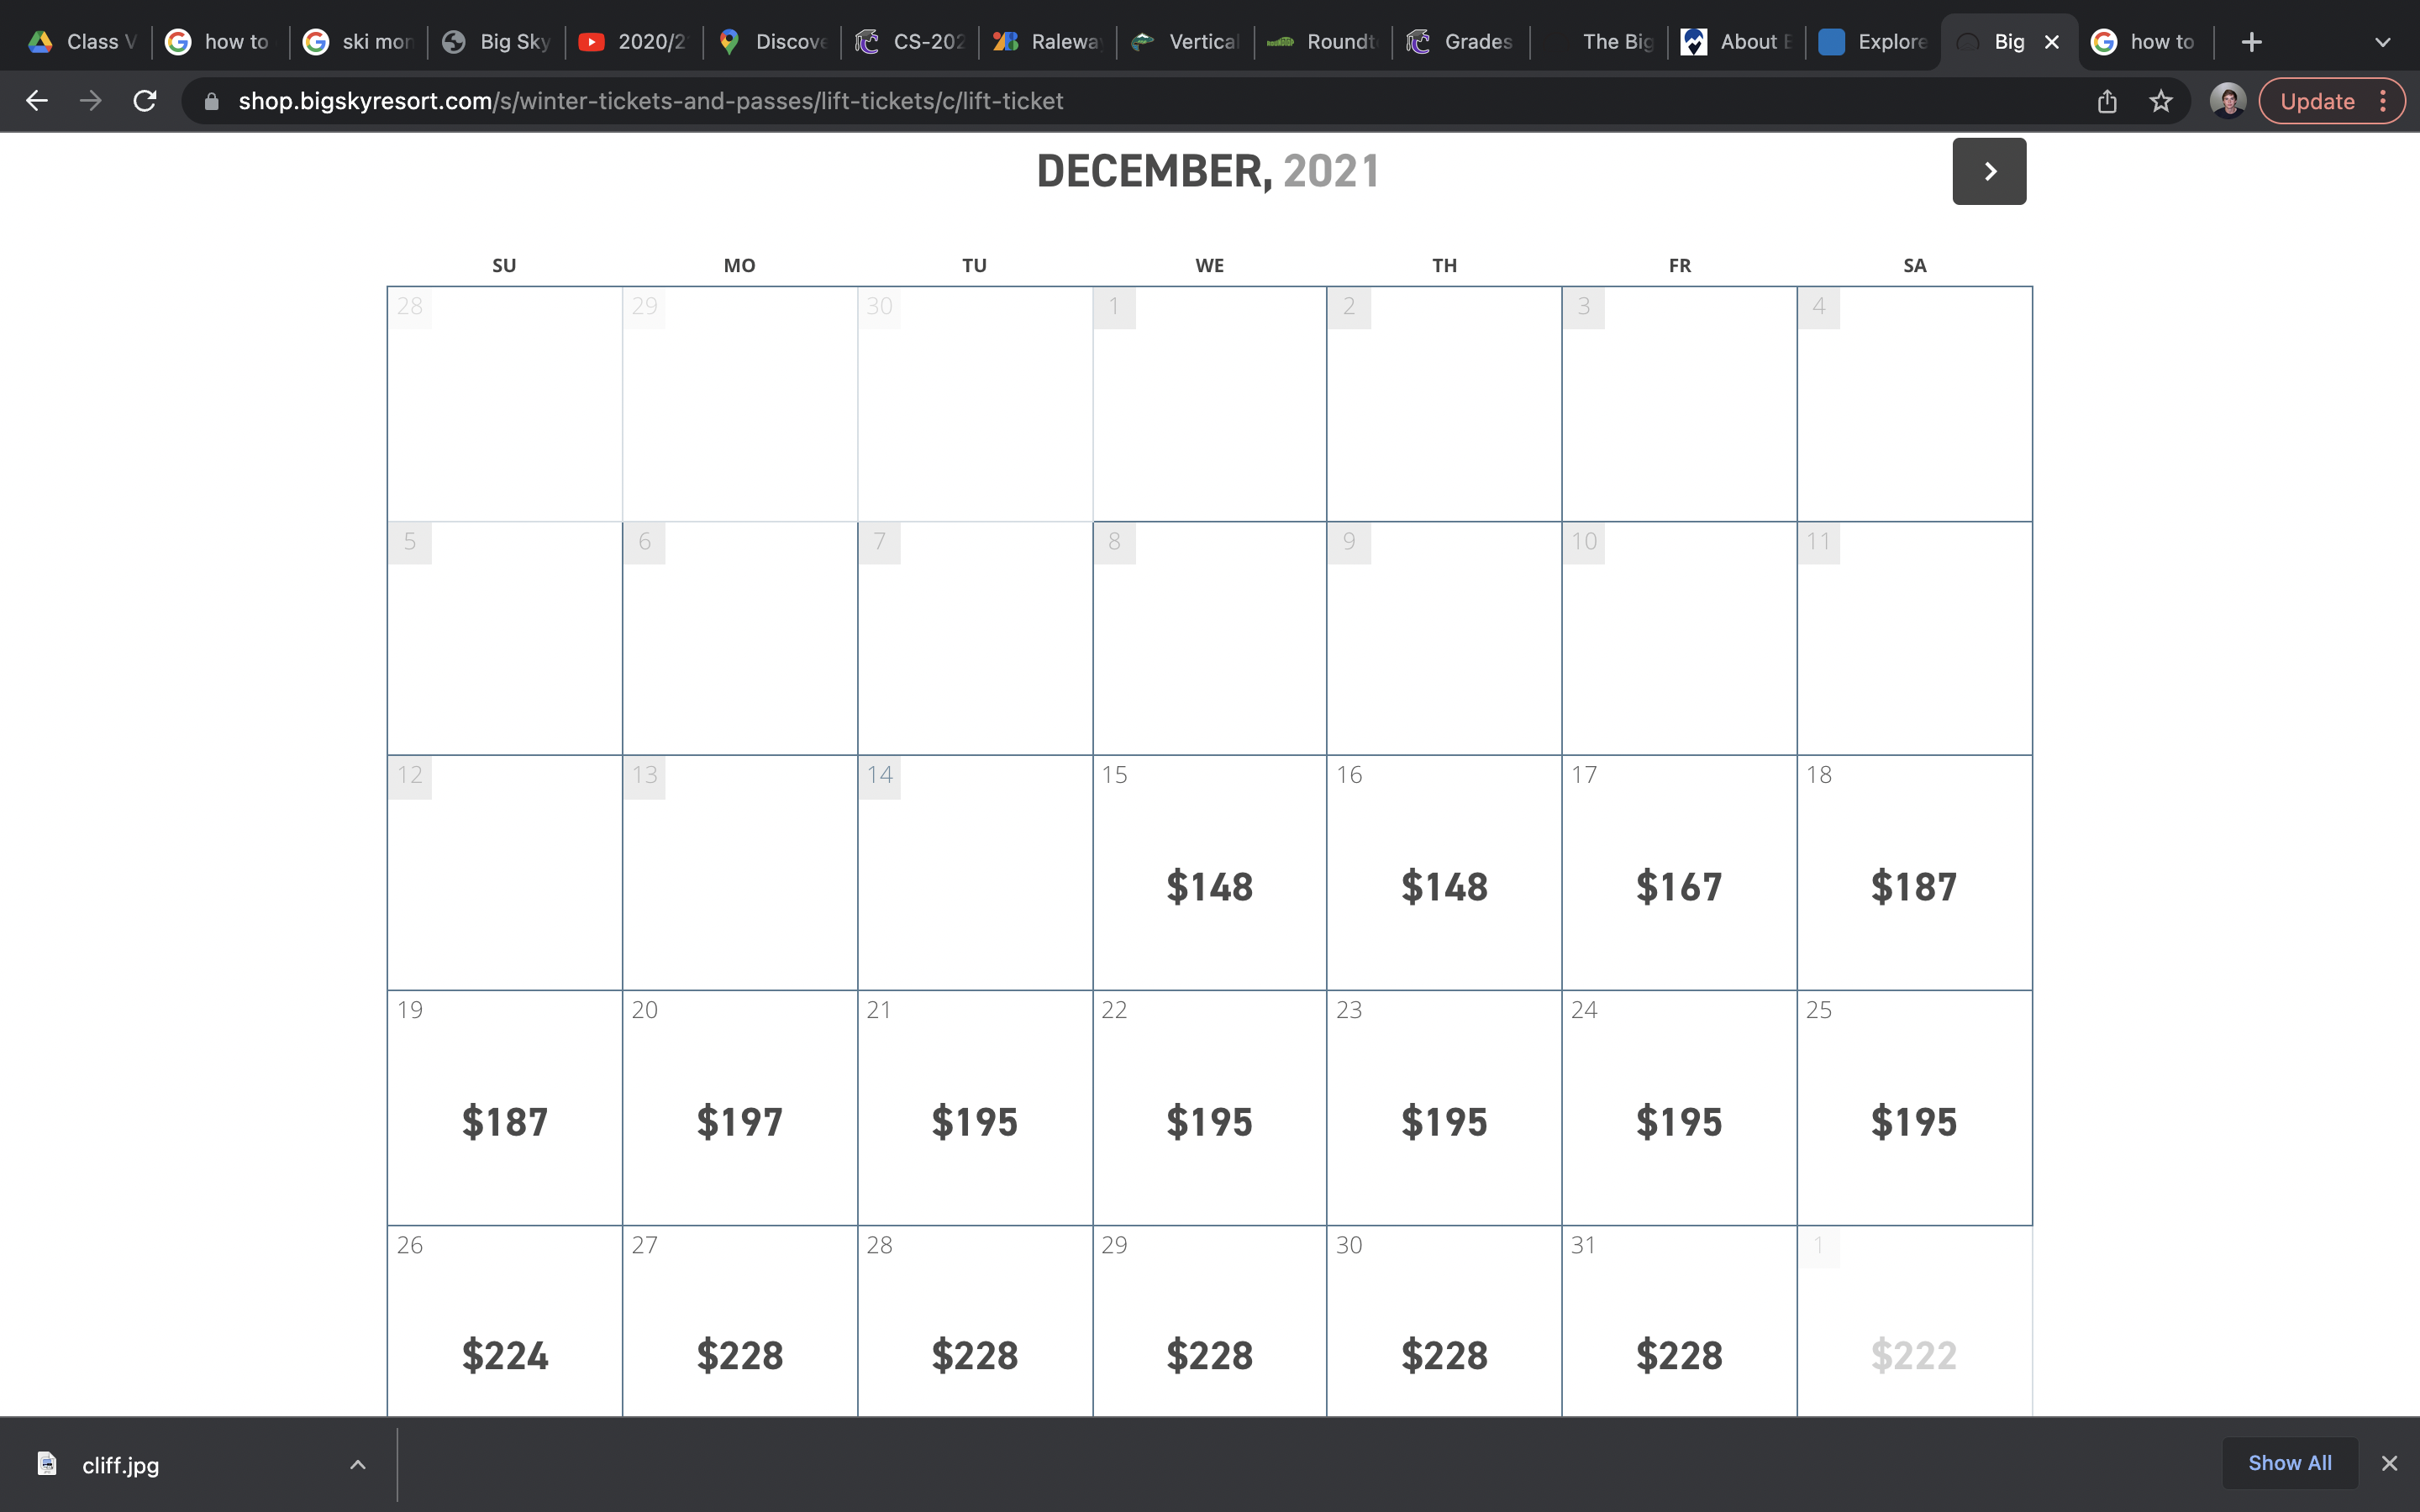 Class V how to ski mon Big Sky 2020/2 Discove CS-202 Ralewa Vertical Roundt Grades The Big About Explore Big how to
shop.bigskyresort.com/s/winter-tickets-and-passes/lift-tickets/c/lift-ticket Update
DECEMBER, 2021
SU MO TU WE TH FR SA
28 29 30 1 2 3 4
5 6 7 8 9 10 11
12 13 14 15 16 17 18
$148 $148 $167 $187
19 20 21 22 23 24 25
$187 $197 $195 $195 $195 $195 $195
26 27 28 29 30 31 1
$224 $228 $228 $228 $228 $228 $222
cliff.jpg Show All